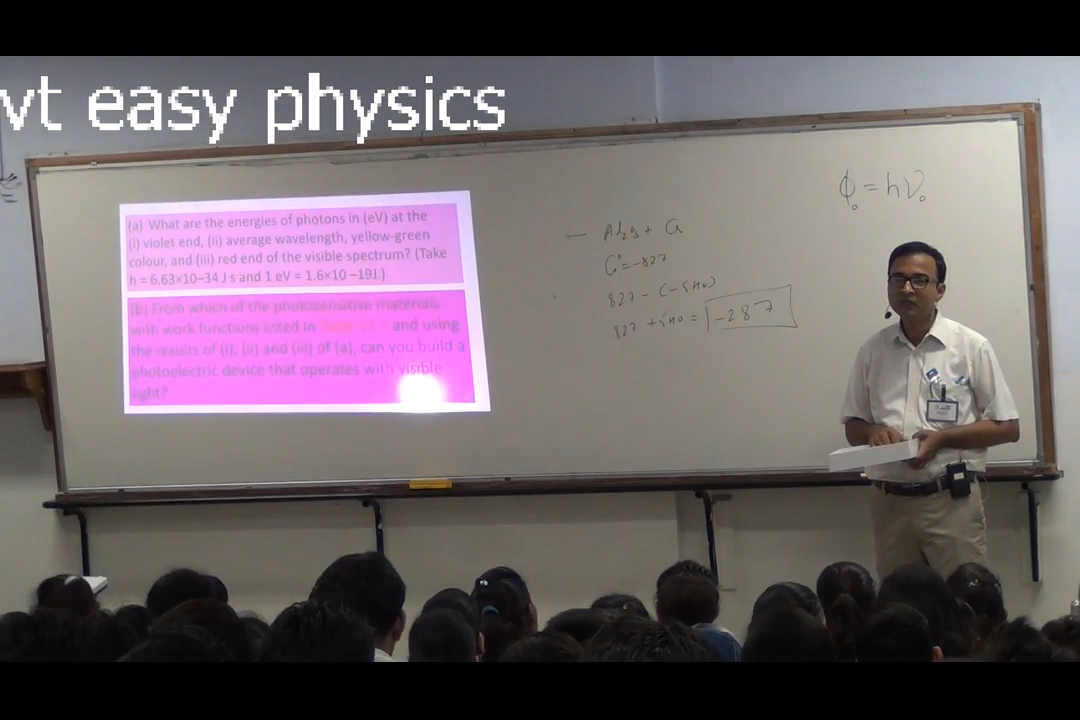 vt easy physics
(a) What are the energies of photons in (eV) at the
(i) violet end, (ii) average wavelength, yellow-green
colour, and (iii) red end of the visible spectrum? (Take
h = 6.63×10–34 J s and 1 eV = 1.6×10 –19J.)
(b) From which of the photosensitive materials
with work functions listed in and using
the results of (i), (ii) and (iii) of (a), can you build a
photoelectric device that operates with visible
light?
G° = -827
827 - (-540)
827 + 540 = -287
ϕ₀ = hν₀